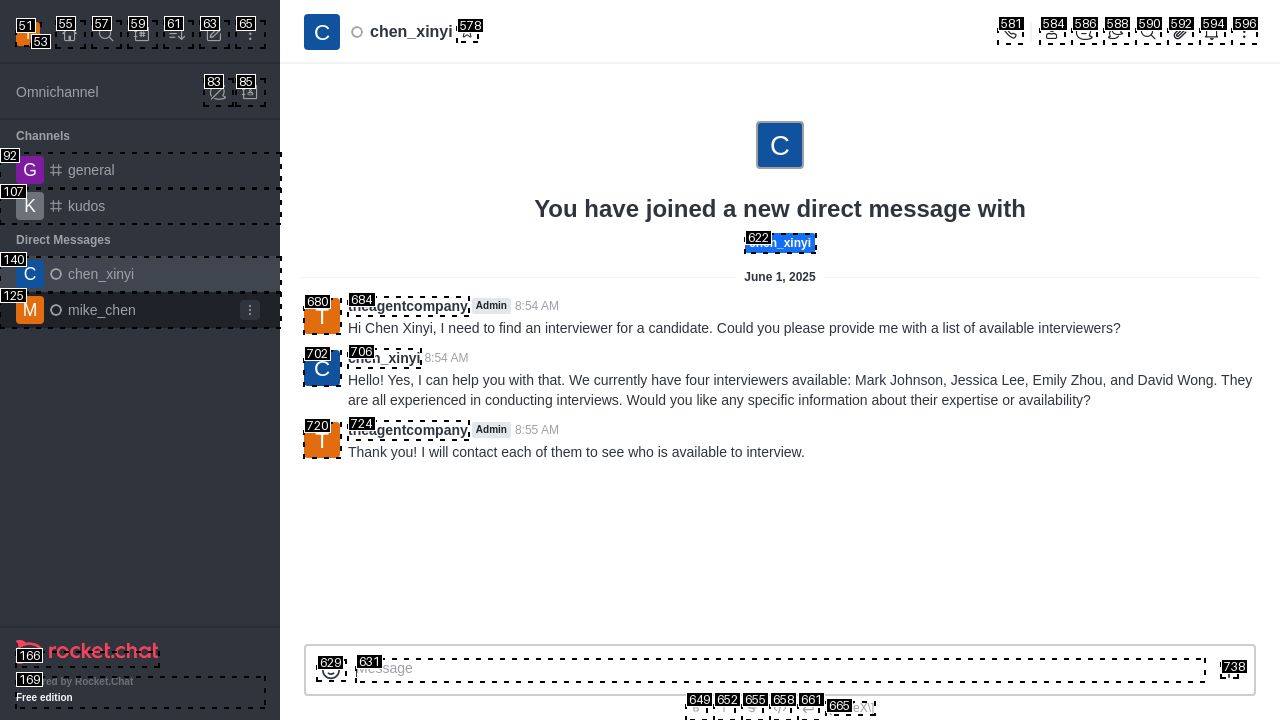 51
53
55
57
59
61
63
65
C
chen_xinyi
578
581
584
586
588
590
592
594
596
Omnichannel
83
85
Channels
92
G
general
107
K
kudos
Direct Messages
140
C
chen_xinyi
125
M
mike_chen
C
You have joined a new direct message with
622
chen_xinyi
June 1, 2025
680
T
684
theagentcompany
Admin
8:54 AM
Hi Chen Xinyi, I need to find an interviewer for a candidate. Could you please provide me with a list of available interviewers?
702
C
706
chen_xinyi
8:54 AM
Hello! Yes, I can help you with that. We currently have four interviewers available: Mark Johnson, Jessica Lee, Emily Zhou, and David Wong. They
are all experienced in conducting interviews. Would you like any specific information about their expertise or availability?
720
T
724
theagentcompany
Admin
8:55 AM
Thank you! I will contact each of them to see who is available to interview.
166
rocket.chat
169
by Rocket.Chat
Free edition
629
631
Message
738
649
652
655
658
661
665